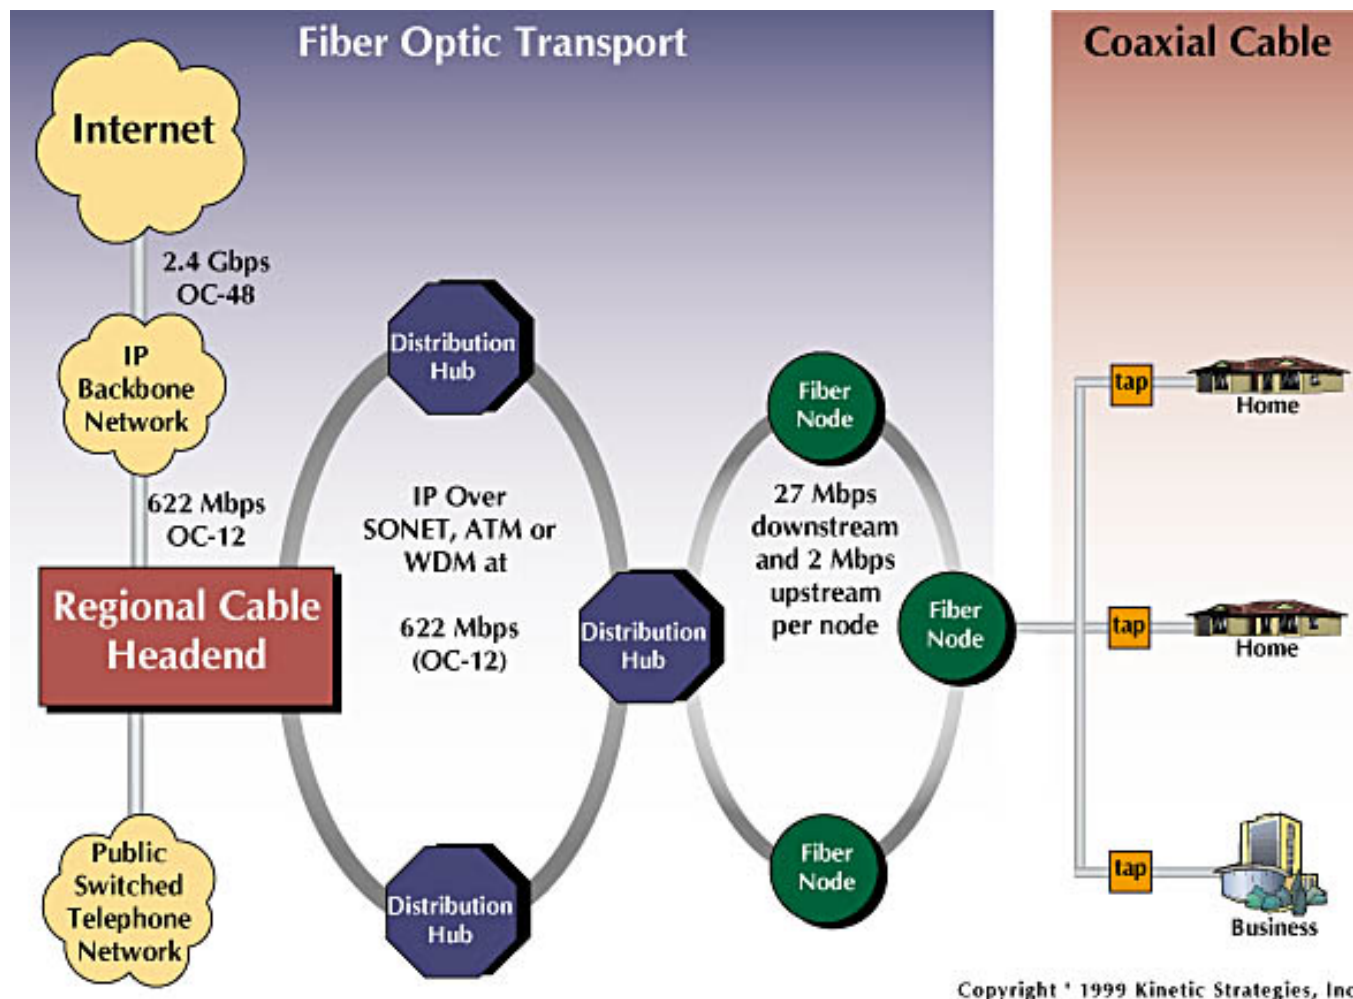 Fiber Optic Transport
Coaxial Cable
Internet
2.4 Gbps
OC-48
IP
Backbone
Network
622 Mbps
OC-12
Regional Cable
Headend
Public
Switched
Telephone
Network
Distribution
Hub
IP Over
SONET, ATM or
WDM at
622 Mbps
(OC-12)
Distribution
Hub
Distribution
Hub
Fiber
Node
27 Mbps
downstream
and 2 Mbps
upstream
per node
Fiber
Node
Fiber
Node
tap
Home
tap
Home
tap
Business
Copyright ' 1999 Kinetic Strategies, Inc